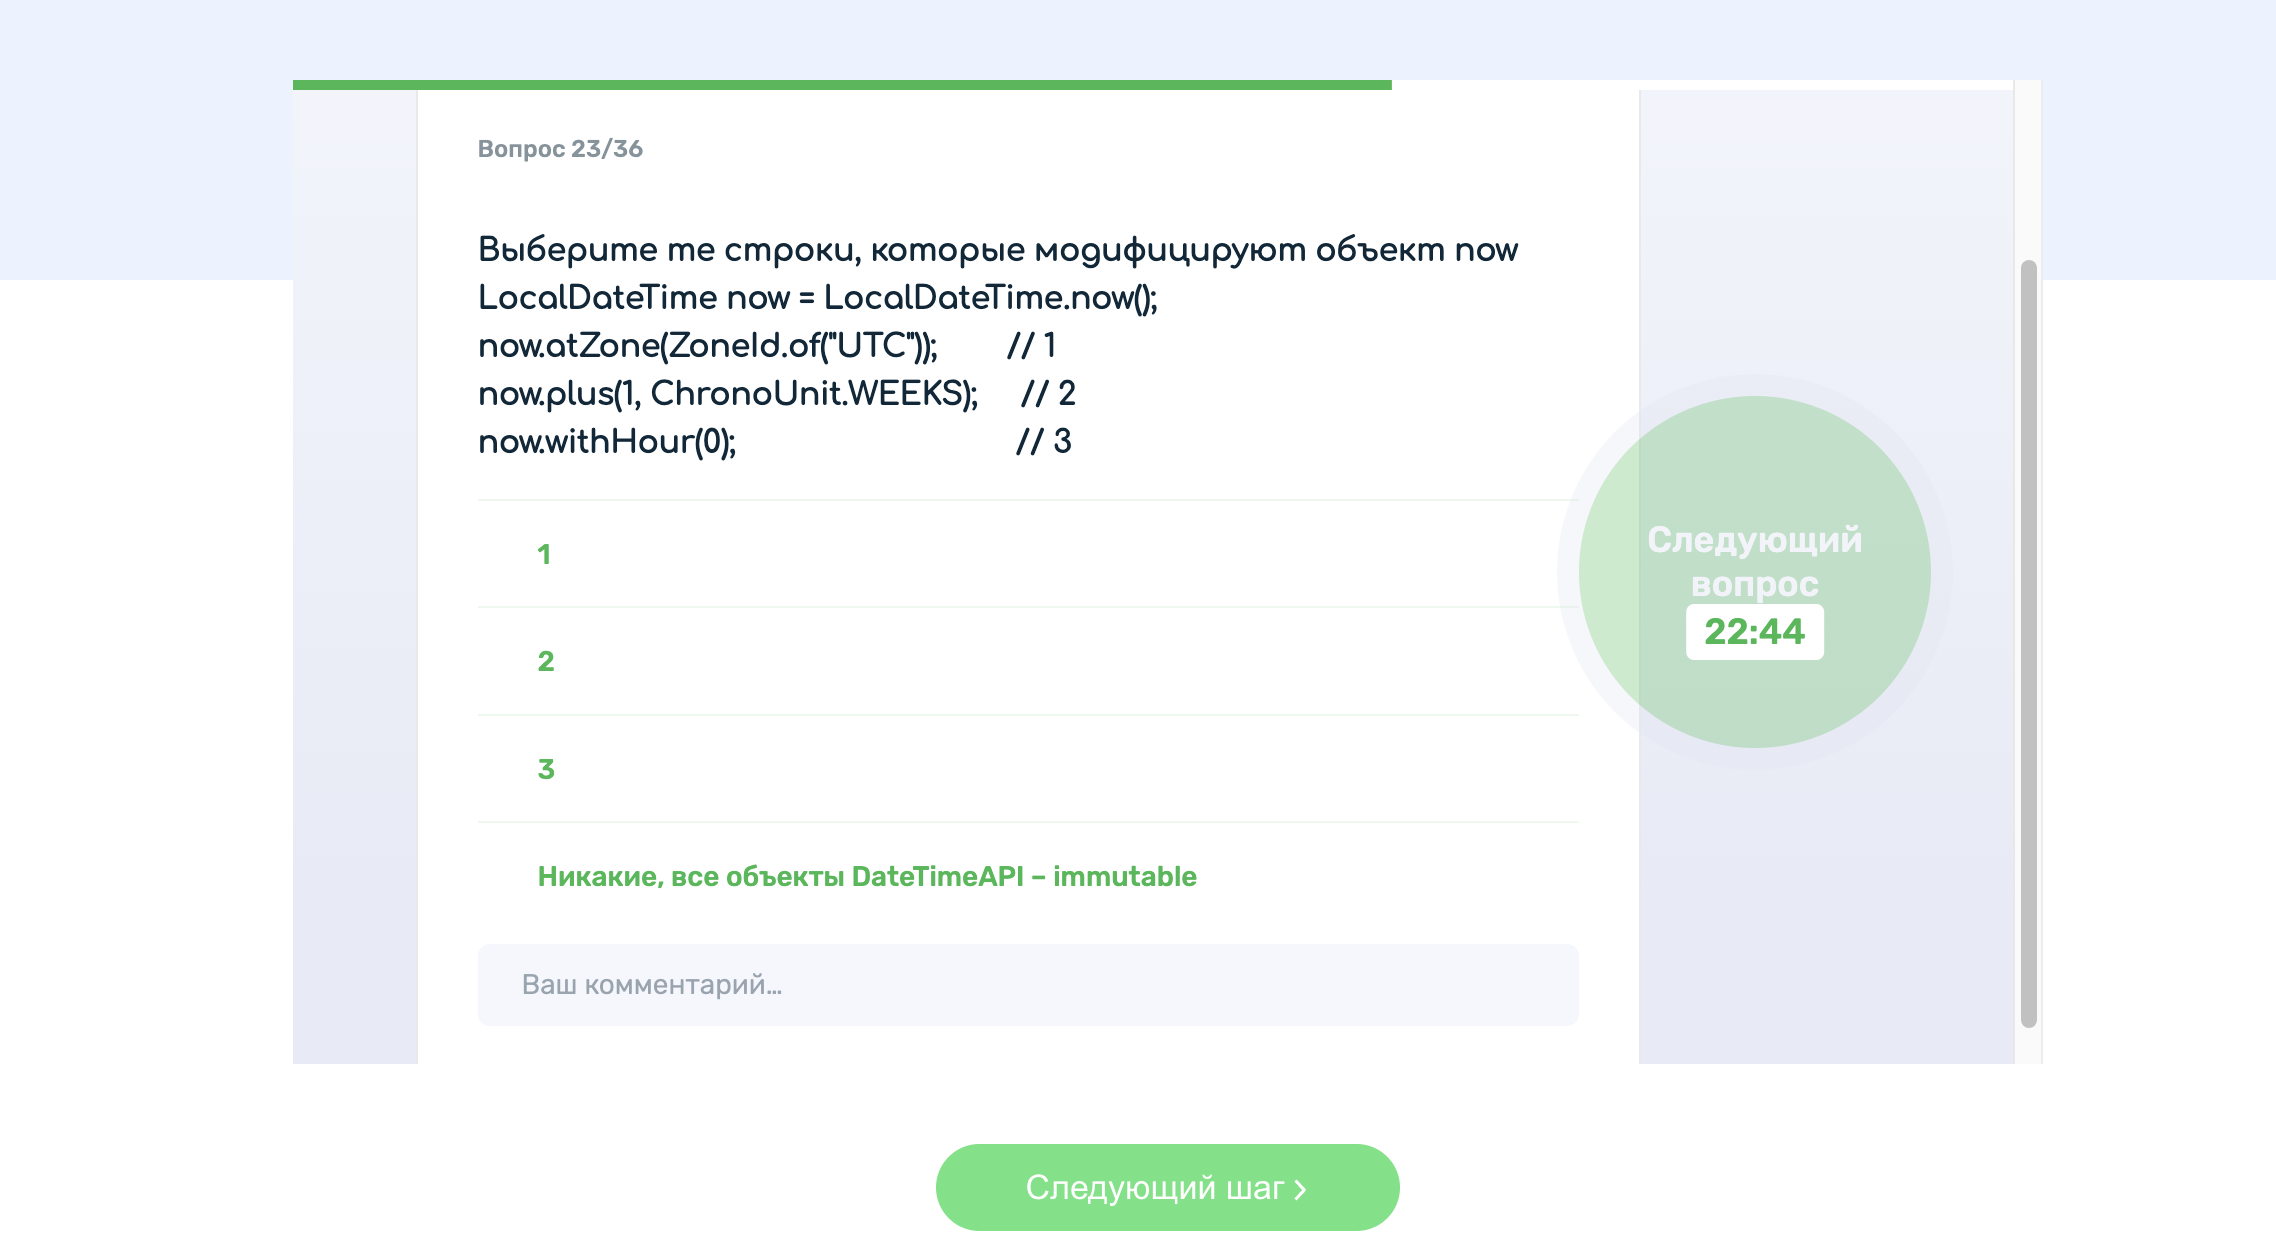 Вопрос 23/36
Выберите те строки, которые модифицируют объект now
LocalDateTime now = LocalDateTime.now();
now.atZone(ZoneId.of("UTC")); // 1
now.plus(1, ChronoUnit.WEEKS); // 2
now.withHour(0); // 3
1
2
3
Никакие, все объекты DateTimeAPI – immutable
Ваш комментарий...
Следующий
вопрос
22:44
Следующий шаг >